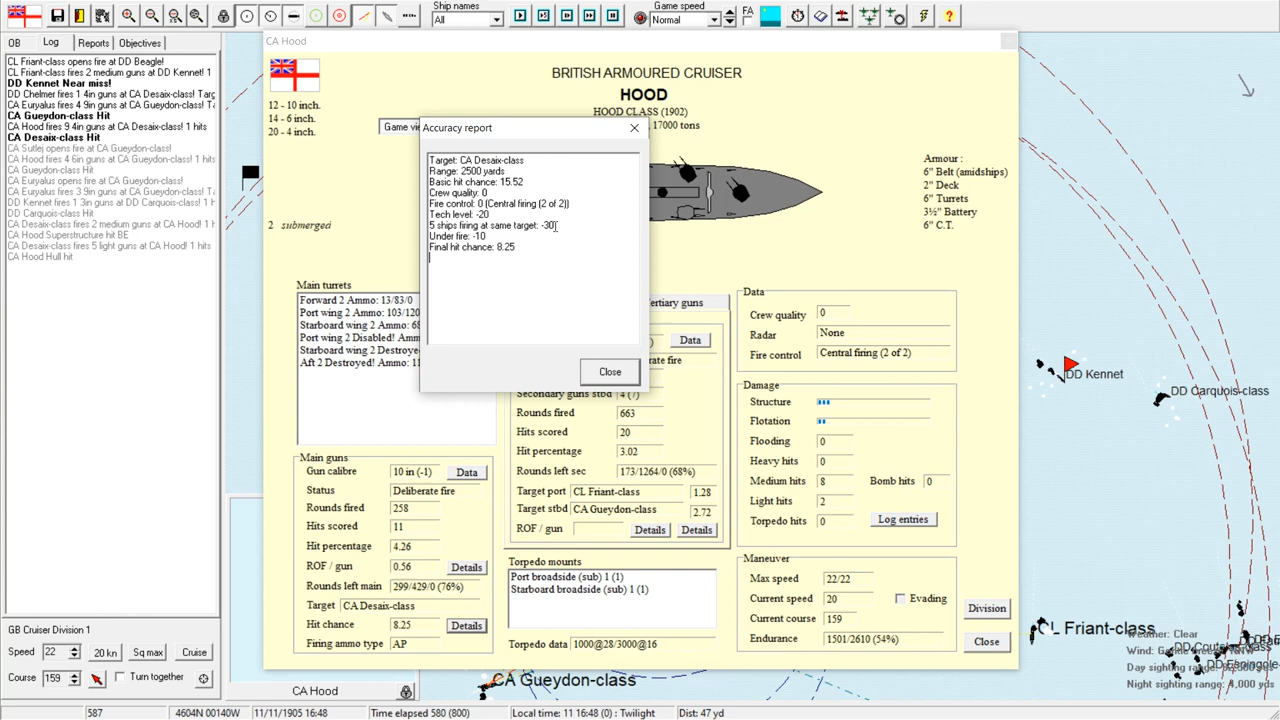 Ship names
All
Game speed
Normal
FA
?
OB
Log
Reports
Objectives
CL Friant-class opens fire at DD Beagle!
CL Friant-class fires 2 medium guns at DD Kennet! 1
DD Kennet Near miss!
DD Chelmer fires 1 4in guns at CA Desaix-class! Targ
CA Euryalus fires 4 9in guns at CA Gueydon-class! Ta
CA Gueydon-class Hit
CA Hood fires 9 4in guns at CA Desaix-class! 1 hits
CA Desaix-class Hit
CA Sutlej opens fire at CA Gueydon-class!
CA Hood fires 4 6in guns at CA Gueydon-class! 1 hits
CA Gueydon-class Hit
CA Euryalus opens fire at CA Gueydon-class!
CA Euryalus fires 3 9in guns at CA Gueydon-class! 1
DD Kennet fires 1 3in guns at DD Carquois-class! 1 hits
DD Carquois-class Hit
CA Desaix-class fires 2 medium guns at CA Hood! 1
CA Hood Superstructure hit BE
CA Desaix-class fires 5 light guns at CA Hood! 1 hits
CA Hood Hull hit
GB Cruiser Division 1
Speed
22
20 kn
Sq max
Cruise
Course
159
Turn together
CA Hood
12 - 10 inch.
14 - 6 inch.
20 - 4 inch.
2 submerged
BRITISH ARMOURED CRUISER
HOOD
HOOD CLASS (1902)
17000 tons
Game vi
Armour :
6" Belt (amidships)
2" Deck
6" Turrets
3½" Battery
6" C.T.
Accuracy report
Target: CA Desaix-class
Range: 2500 yards
Basic hit chance: 15.52
Crew quality: 0
Fire control: 0 (Central firing (2 of 2))
Tech level: -20
5 ships firing at same target: -30
Under fire: -10
Final hit chance: 8.25
Close
Main turrets
Forward 2 Ammo: 13/83/0
Port wing 2 Ammo: 103/120
Starboard wing 2 Ammo: 68
Port wing 2 Disabled! Amm
Starboard wing 2 Destroye
Aft 2 Destroyed! Ammo: 11
Main guns
Gun calibre
10 in (-1)
Data
Status
Deliberate fire
Rounds fired
258
Hits scored
11
Hit percentage
4.26
ROF / gun
0.56
Details
Rounds left main
299/429/0 (76%)
Target
CA Desaix-class
Hit chance
8.25
Details
Firing ammo type
AP
ertiary guns
Data
ate fire
Secondary guns stbd
4 (7)
Rounds fired
663
Hits scored
20
Hit percentage
3.02
Rounds left sec
173/1264/0 (68%)
Target port
CL Friant-class
1.28
Target stbd
CA Gueydon-class
2.72
ROF / gun
Details
Details
Torpedo mounts
Port broadside (sub) 1 (1)
Starboard broadside (sub) 1 (1)
Torpedo data
1000@28/3000@16
Data
Crew quality
0
Radar
None
Fire control
Central firing (2 of 2)
Damage
Structure
Flotation
Flooding
0
Heavy hits
0
Medium hits
8
Bomb hits
0
Light hits
2
Torpedo hits
0
Log entries
Maneuver
Max speed
22/22
Current speed
20
Evading
Current course
159
Endurance
1501/2610 (54%)
Division
Close
DD Kennet
DD Carquois-class
CL Friant-class
Weather: Clear
Day sighting ra
Night sighting range: 4,000 yds
CA Gueydon-class
CA Hood
587
4604N 00140W
11/11/1905 16:48
Time elapsed 580 (800)
Local time: 11 16:48 (0) : Twilight
Dist: 47 yd